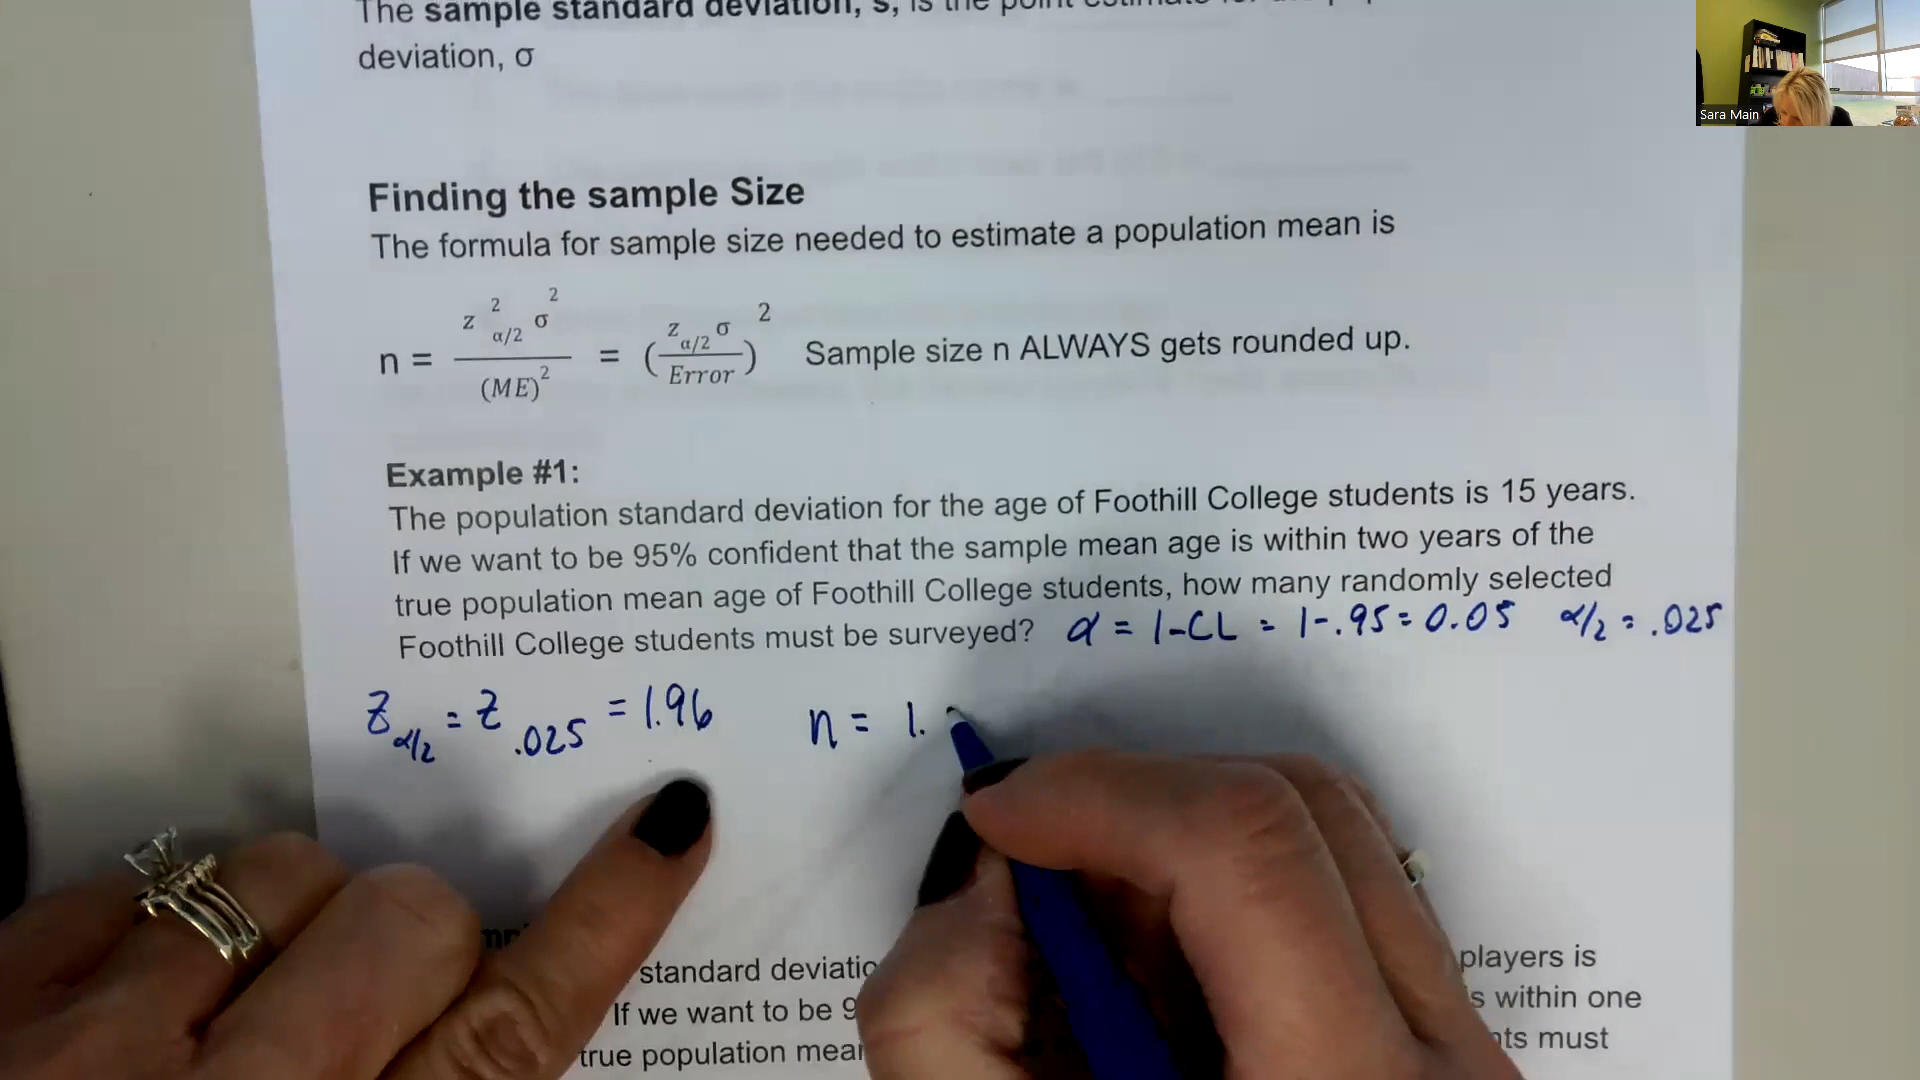 The sample standard deviation, s, is the point estimate for the
deviation, σ
Sara Main
Finding the sample Size
The formula for sample size needed to estimate a population mean is
n = z 2 α/2 σ 2 / (ME) 2 = ( z α/2 σ / Error ) 2 Sample size n ALWAYS gets rounded up.
Example #1:
The population standard deviation for the age of Foothill College students is 15 years.
If we want to be 95% confident that the sample mean age is within two years of the
true population mean age of Foothill College students, how many randomly selected
Foothill College students must be surveyed? α = 1-CL = 1-.95 = 0.05 α/2 = .025
Z α/2 = Z .025 = 1.96 n = 1.
standard deviatio players is
If we want to be 9 s within one
true population mea nts must